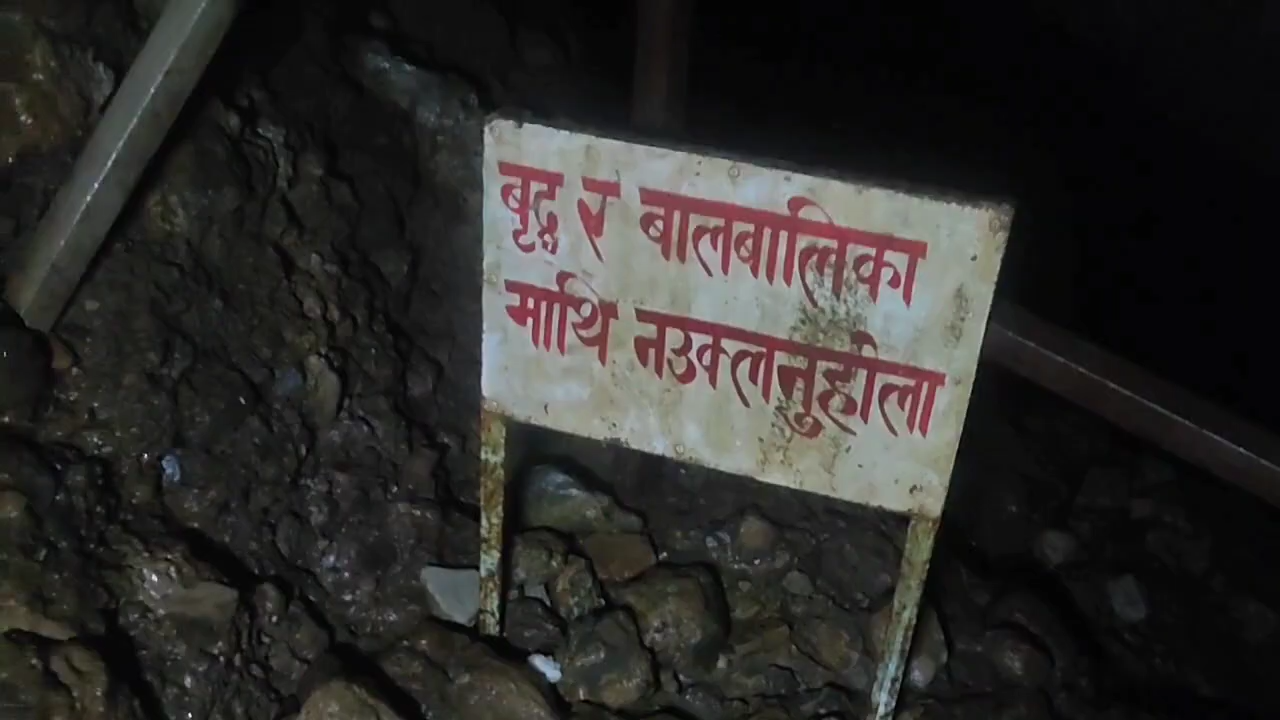 बृद्ध र बालबालिका
माथि नउक्लनुहोला